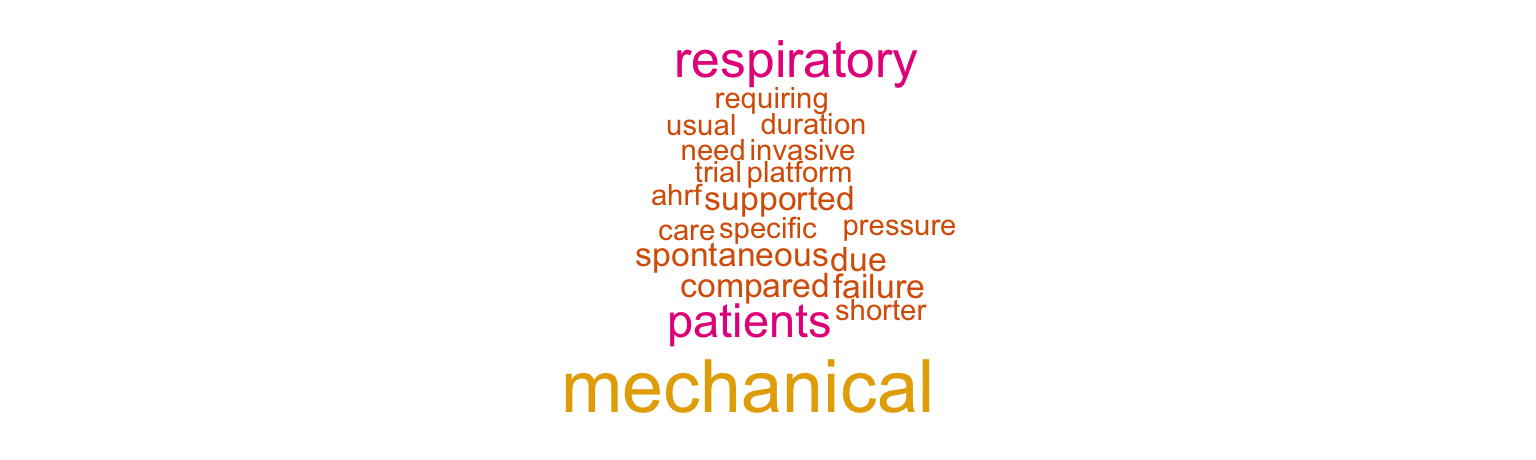 respiratory
requiring
usual duration
need invasive
trial platform
ahrf supported
care specific pressure
spontaneous due
compared failure
patients shorter
mechanical